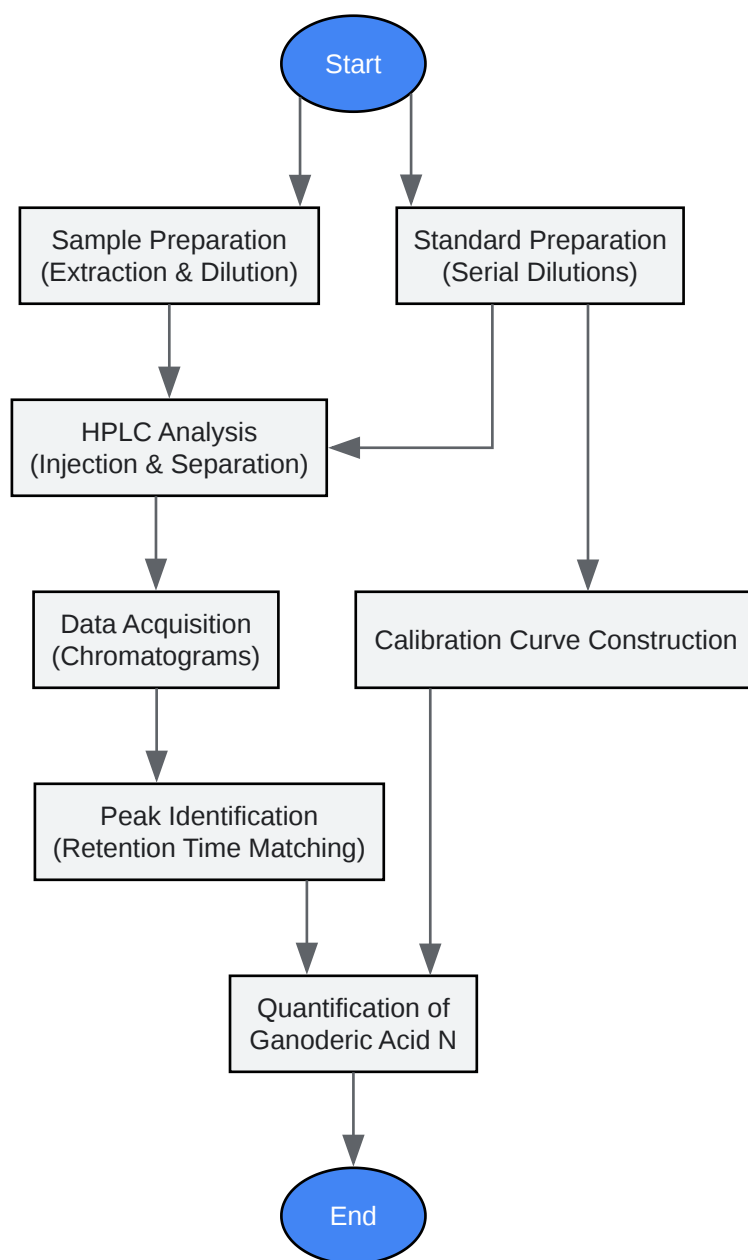 Start
Sample Preparation
(Extraction & Dilution)
Standard Preparation
(Serial Dilutions)
HPLC Analysis
(Injection & Separation)
Data Acquisition
(Chromatograms)
Calibration Curve Construction
Peak Identification
(Retention Time Matching)
Quantification of
Ganoderic Acid N
End